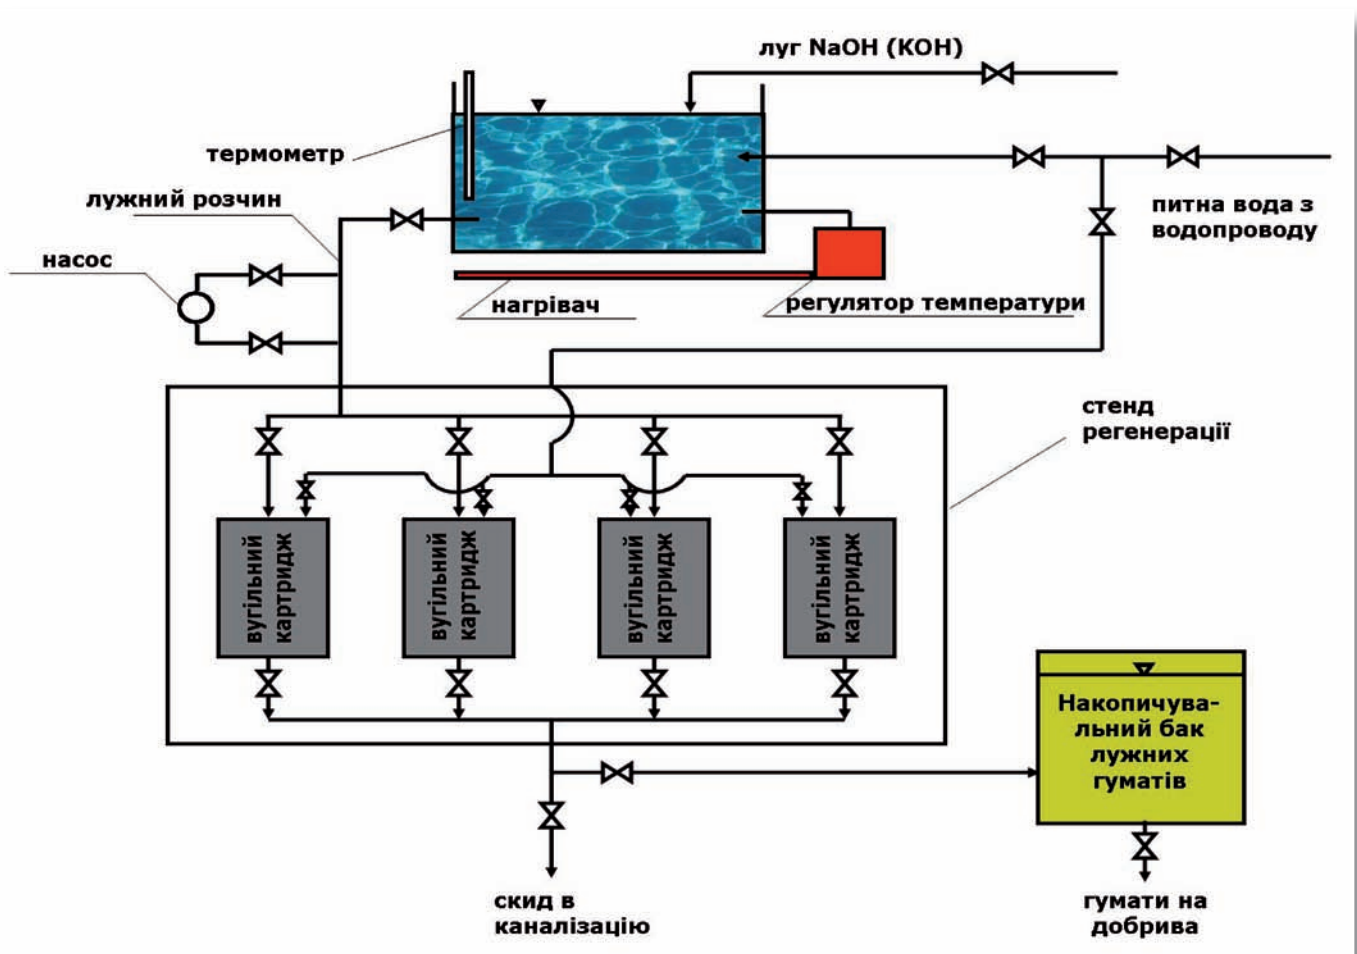 луг NaOH (KOH)
термометр
лужний розчин
насос
питна вода з
водопроводу
нагрівач
регулятор температури
стенд
регенерації
вугільний
картридж
вугільний
картридж
вугільний
картридж
вугільний
картридж
Накопичува-
льний бак
лужних
гуматів
скид в
каналізацію
гумати на
добрива